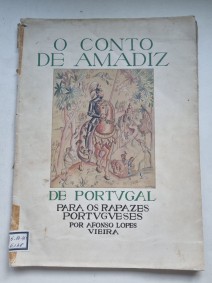 O CONTO
DE AMADIZ
DE PORTVGAL
PARA OS RAPAZES
PORTVGVESES
POR AFONSO LOPES
VIEIRA